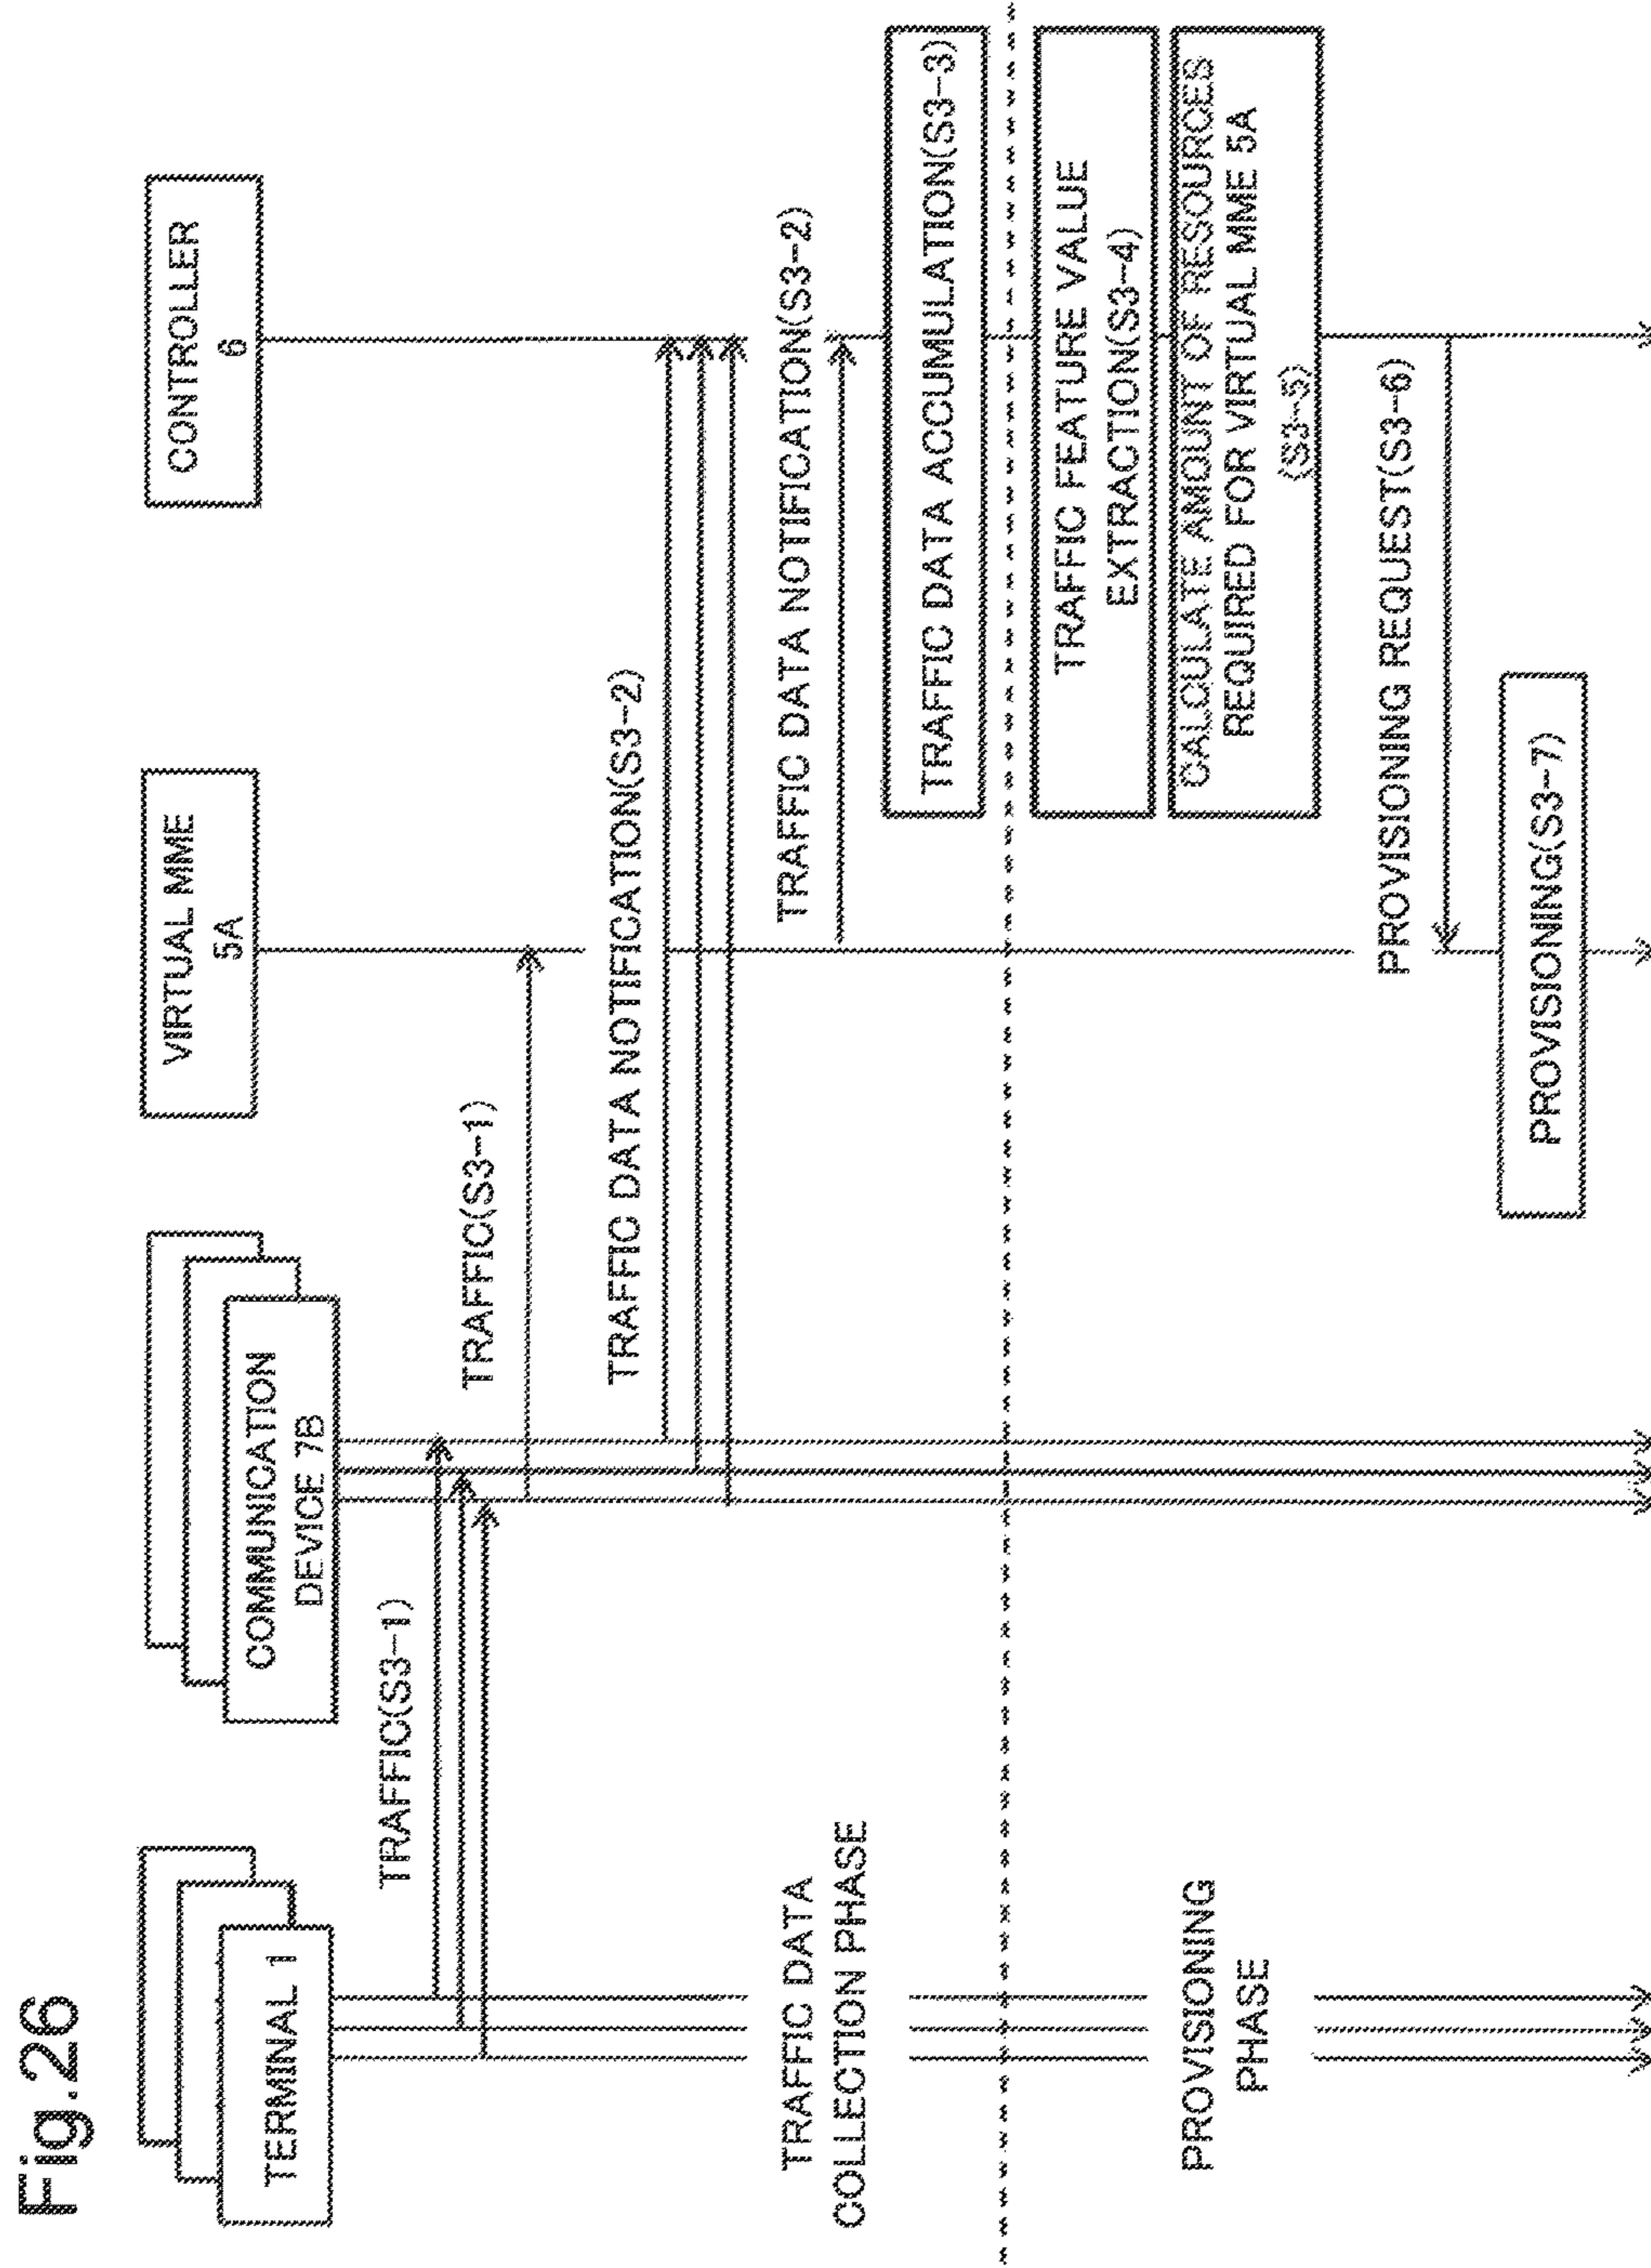 Fig.26
TERMINAL 1
COMMUNICATION
DEVICE 7B
VIRTUAL MME
5A
CONTROLLER
6
TRAFFIC(S3-1)
TRAFFIC(S3-1)
TRAFFIC DATA NOTIFICATION(S3-2)
TRAFFIC DATA NOTIFICATION(S3-2)
TRAFFIC DATA ACCUMULATION(S3-3)
TRAFFIC DATA
COLLECTION PHASE
TRAFFIC FEATURE VALUE
EXTRACTION(S3-4)
CALCULATE AMOUNT OF RESOURCES
REQUIRED FOR VIRTUAL MME 5A
(S3-5)
PROVISIONING
PHASE
PROVISIONING REQUEST(S3-6)
PROVISIONING(S3-7)